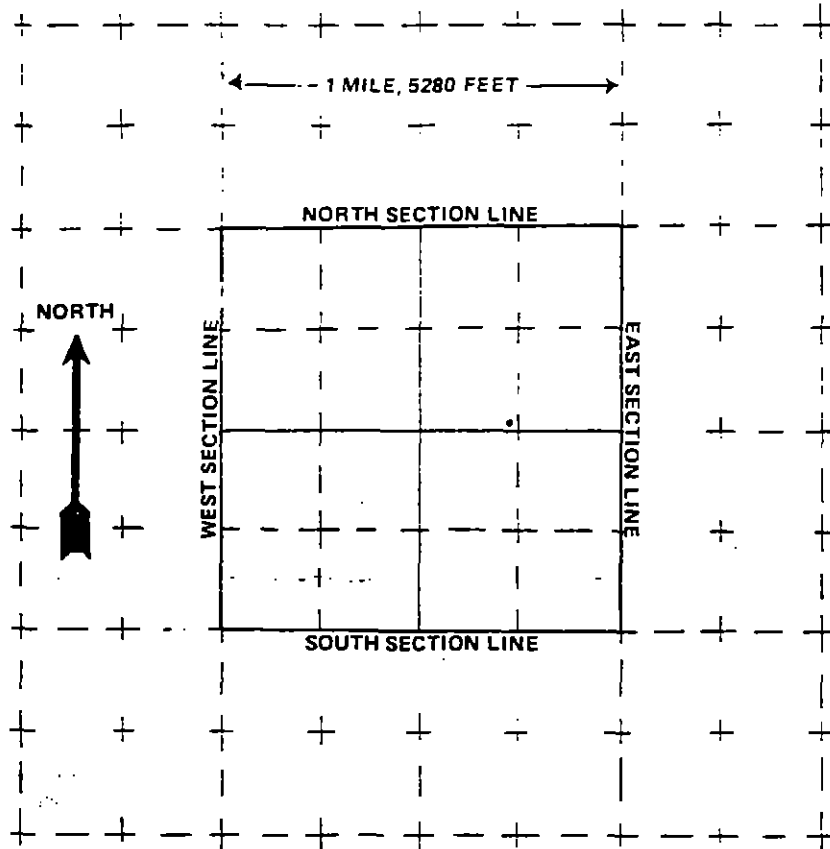 1 MILE, 5280 FEET
NORTH SECTION LINE
NORTH
WEST SECTION LINE
EAST SECTION LINE
SOUTH SECTION LINE